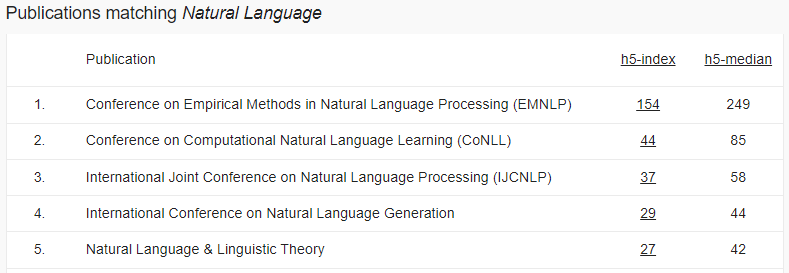 Publications matching Natural Language
Publication h5-index h5-median
1. Conference on Empirical Methods in Natural Language Processing (EMNLP) 154 249
2. Conference on Computational Natural Language Learning (CoNLL) 44 85
3. International Joint Conference on Natural Language Processing (IJCNLP) 37 58
4. International Conference on Natural Language Generation 29 44
5. Natural Language & Linguistic Theory 27 42